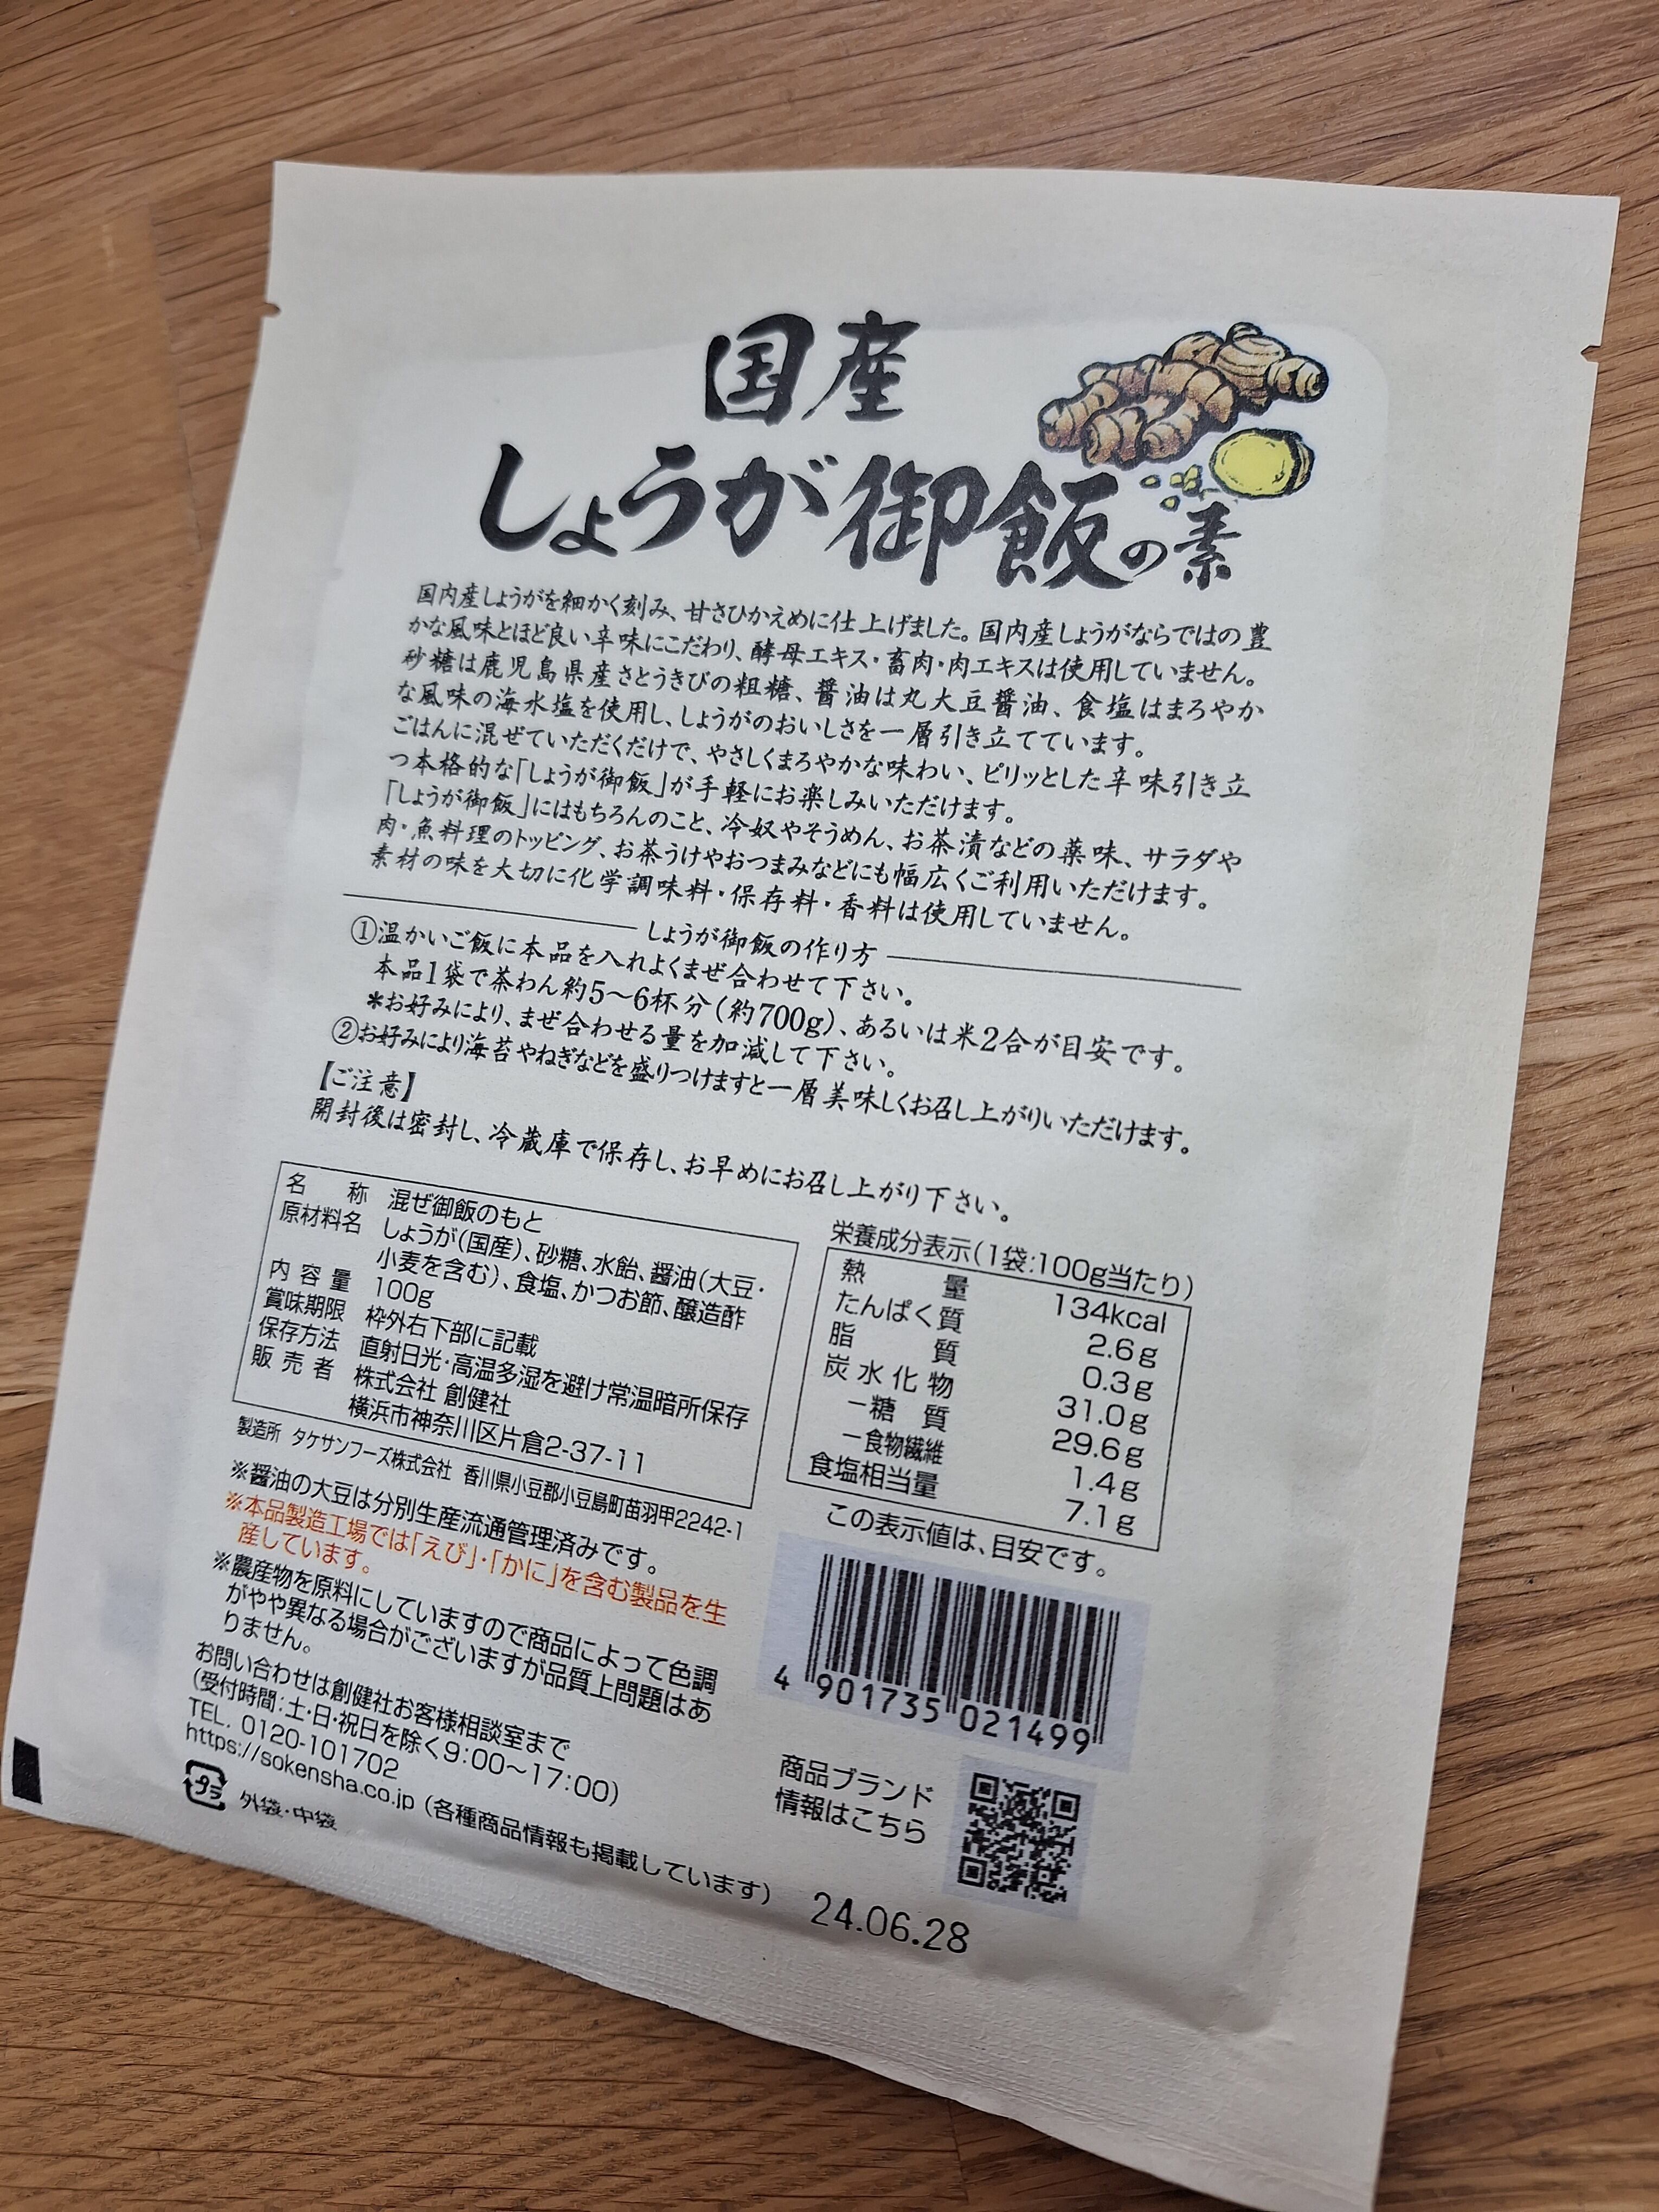 国産
しょうが御飯の素
国内産しょうがを細かく刻み、甘さひかえめに仕上げました。国内産しょうがならではの豊
かな風味とほど良い辛味にこだわり、酵母エキス・畜肉・肉エキスは使用していません。
砂糖は鹿児島県産さとうきびの粗糖、醤油は丸大豆醤油、食塩はまろやか
な風味の海水塩を使用し、しょうがのおいしさを一層引き立てています。
ごはんに混ぜていただくだけで、やさしくまろやかな味わい、ピリッとした辛味引き立
つ本格的な「しょうが御飯」が手軽にお楽しみいただけます。
「しょうが御飯」にはもちろんのこと、冷奴やそうめん、お茶漬などの薬味、サラダや
肉・魚料理のトッピング、お茶うけやおつまみなどにも幅広くご利用いただけます。
素材の味を大切に化学調味料・保存料・香料は使用していません。
しょうが御飯の作り方
①温かいご飯に本品を入れよくまぜ合わせて下さい。
本品1袋で茶わん約5〜6杯分(約700g)、あるいは米2合が目安です。
*お好みにより、まぜ合わせる量を加減して下さい。
②お好みにより海苔やねぎなどを盛りつけますと一層美味しくお召し上がりいただけます。
【ご注意】
開封後は密封し、冷蔵庫で保存し、お早めにお召し上がり下さい。
名称 混ぜ御飯のもと
原材料名 しょうが(国産)、砂糖、水飴、醤油(大豆・
小麦を含む)、食塩、かつお節、醸造酢
内容量 100g
賞味期限 枠外右下部に記載
保存方法 直射日光・高温多湿を避け常温暗所保存
販売者 株式会社 創健社
横浜市神奈川区片倉2-37-11
製造所 タケサンフーズ株式会社 香川県小豆郡小豆島町苗羽甲2242-1
※醤油の大豆は分別生産流通管理済みです。
※本品製造工場では「えび」・「かに」を含む製品を生
産しています。
※農産物を原料にしていますので商品によって色調
がやや異なる場合がございますが品質上問題はあ
りません。
お問い合わせは創健社お客様相談室まで
(受付時間:土・日・祝日を除く9:00〜17:00)
TEL. 0120-101702
https://sokensha.co.jp (各種商品情報も掲載しています)
プラ 外袋・中袋
栄養成分表示(1袋:100g当たり)
熱量 134kcal
たんぱく質 2.6g
脂質 0.3g
炭水化物 31.0g
−糖質 29.6g
−食物繊維 1.4g
食塩相当量 7.1g
この表示値は、目安です。
4 901735 021499
商品ブランド
情報はこちら
24.06.28